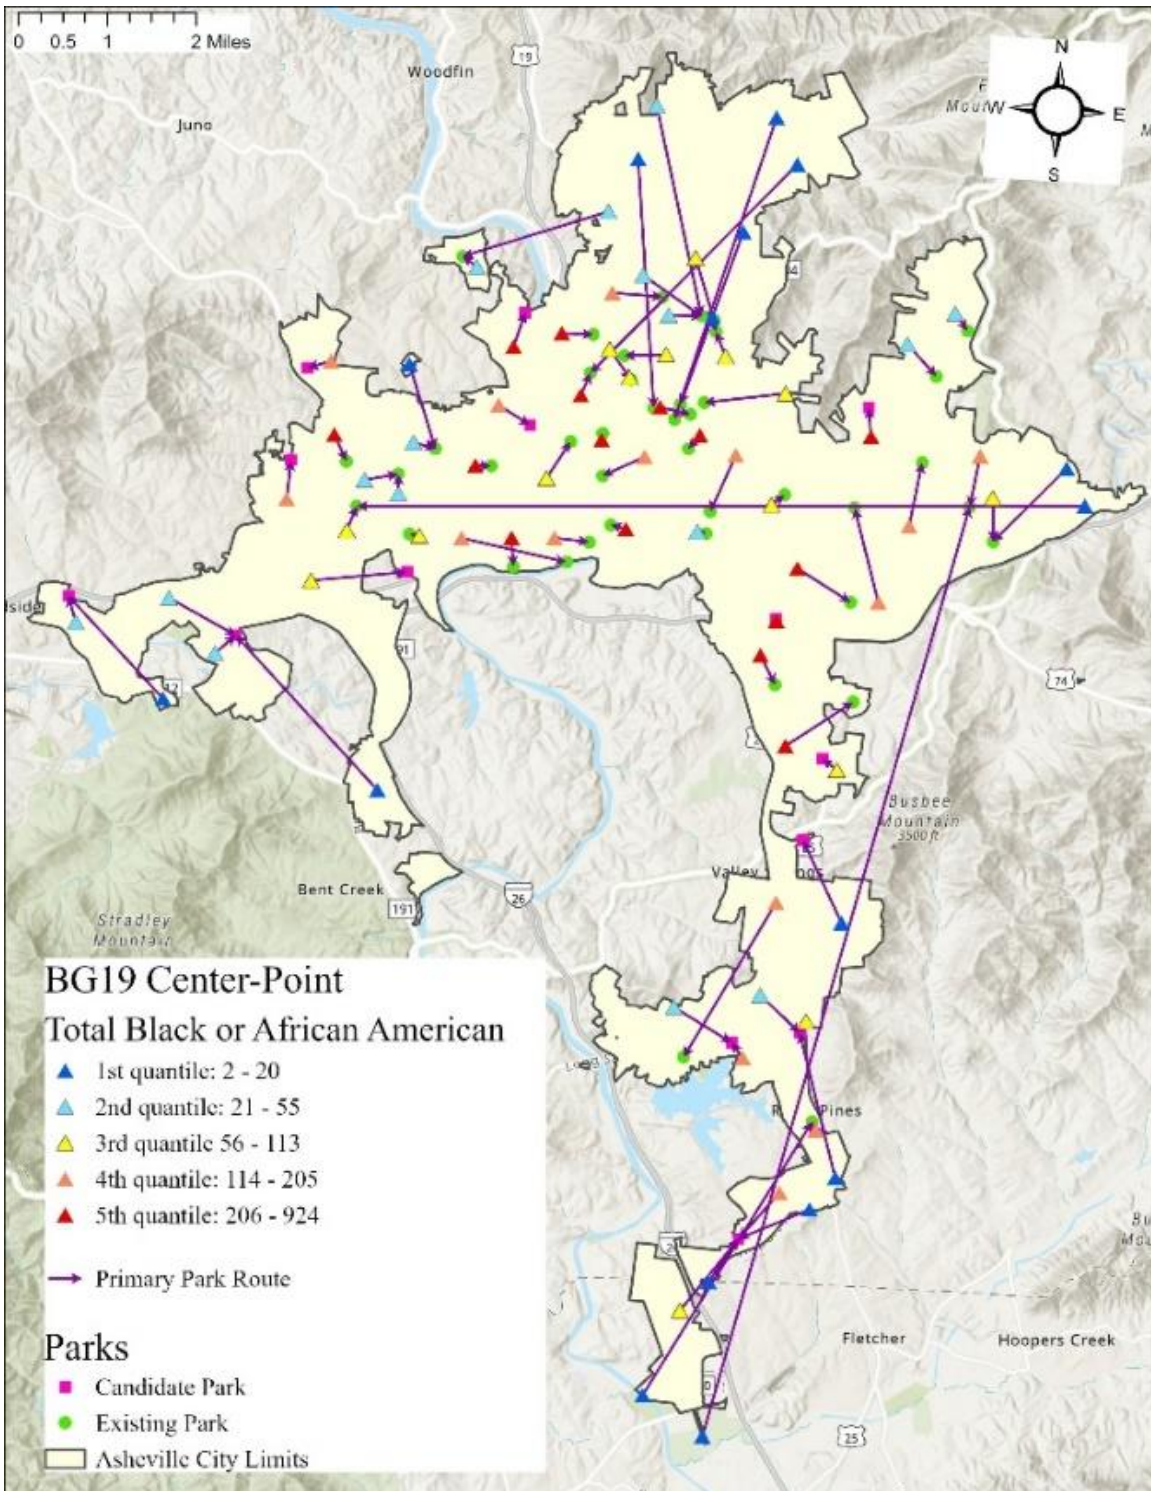 0 0.5 1 2 Miles
Woodfin
19
N
W
E
S
Juno
74
Busbee
Mountain
3500 ft
Bent Creek
26
191
Stradley
Mountain
Pines
BG19 Center-Point
Total Black or African American
1st quantile: 2 - 20
2nd quantile: 21 - 55
3rd quantile 56 - 113
4th quantile: 114 - 205
5th quantile: 206 - 924
Primary Park Route
Parks
Candidate Park
Existing Park
Asheville City Limits
Fletcher
Hoopers Creek
25